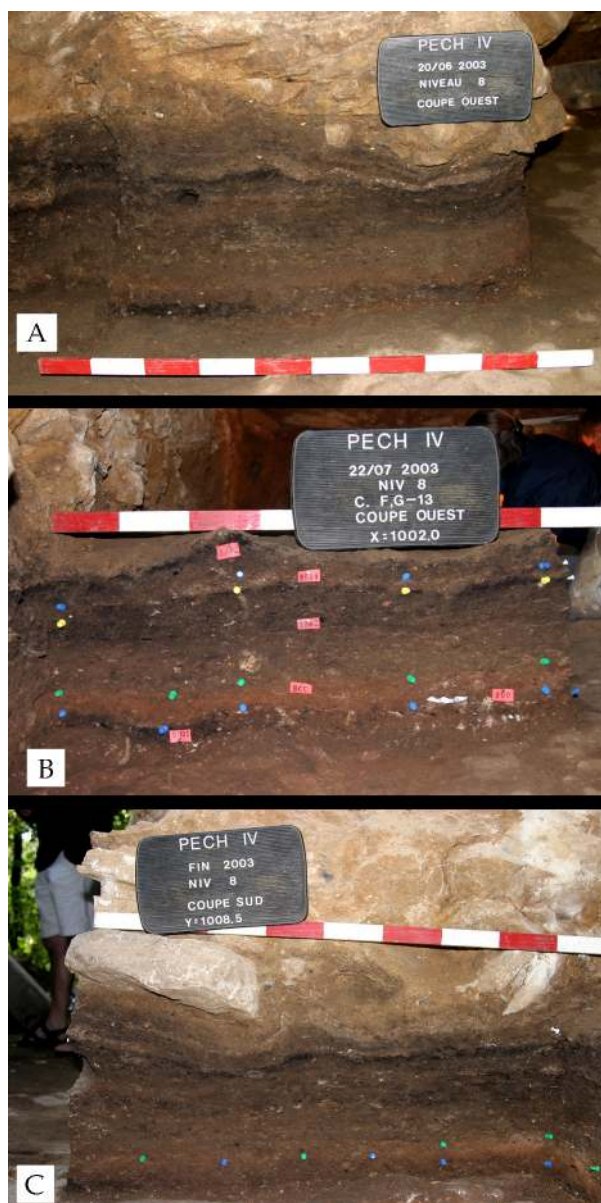 PECH IV
20/06 2003
NIVEAU 8
COUPE OUEST
A
PECH IV
22/07 2003
NIV 8
C. F,G-13
COUPE OUEST
X=1002.0
B
PECH IV
FIN 2003
NIV 8
COUPE SUD
Y=1008.5
C